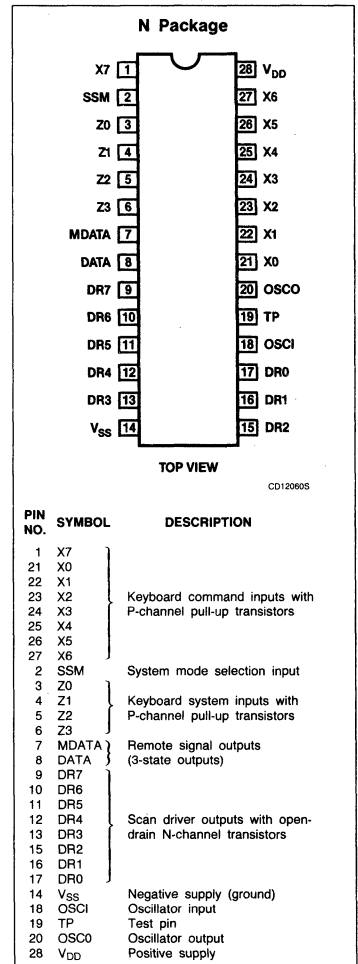 N Package
X7 1 28 VDD
SSM 2 27 X6
Z0 3 26 X5
Z1 4 25 X4
Z2 5 24 X3
Z3 6 23 X2
MDATA 7 22 X1
DATA 8 21 X0
DR7 9 20 OSCO
DR6 10 19 TP
DR5 11 18 OSCI
DR4 12 17 DR0
DR3 13 16 DR1
VSS 14 15 DR2
TOP VIEW
CD12060S
PIN NO. SYMBOL DESCRIPTION
1 X7
21 X0
22 X1
23 X2 Keyboard command inputs with
24 X3 P-channel pull-up transistors
25 X4
26 X5
27 X6
2 SSM System mode selection input
3 Z0
4 Z1 Keyboard system inputs with
5 Z2 P-channel pull-up transistors
6 Z3
7 MDATA Remote signal outputs
8 DATA (3-state outputs)
9 DR7
10 DR6
11 DR5
12 DR4 Scan driver outputs with open-
13 DR3 drain N-channel transistors
15 DR2
16 DR1
17 DR0
14 VSS Negative supply (ground)
18 OSCI Oscillator input
19 TP Test pin
20 OSC0 Oscillator output
28 VDD Positive supply